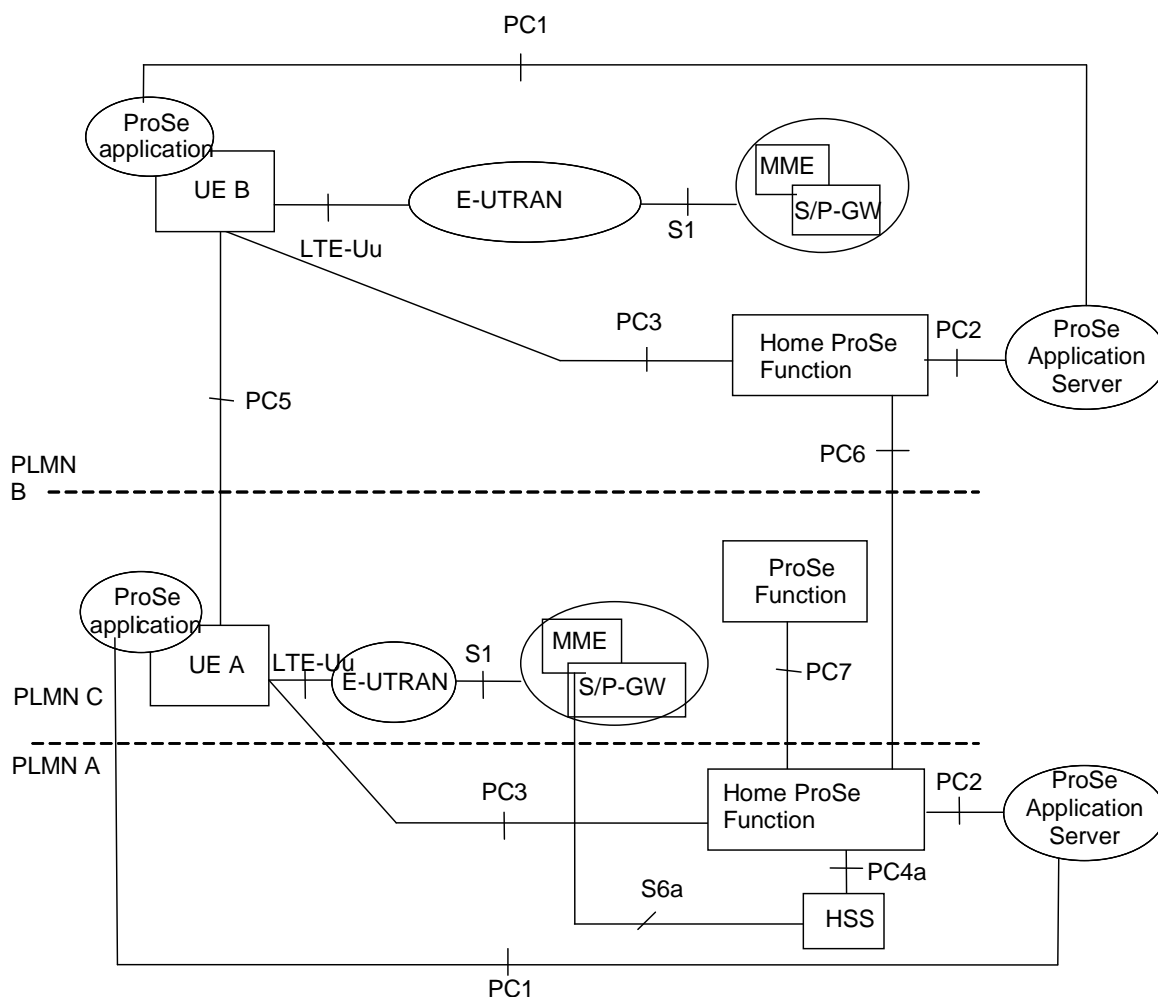 PC1
ProSe
application
UE B
E-UTRAN
MME
S/P-GW
LTE-Uu
S1
PC3
Home ProSe
Function
PC2
ProSe
Application
Server
PC5
PC6
PLMN
B
ProSe
Function
ProSe
application
UE A
LTE-Uu
E-UTRAN
S1
MME
S/P-GW
PC7
PLMN C
PLMN A
PC3
Home ProSe
Function
PC2
ProSe
Application
Server
PC4a
S6a
HSS
PC1